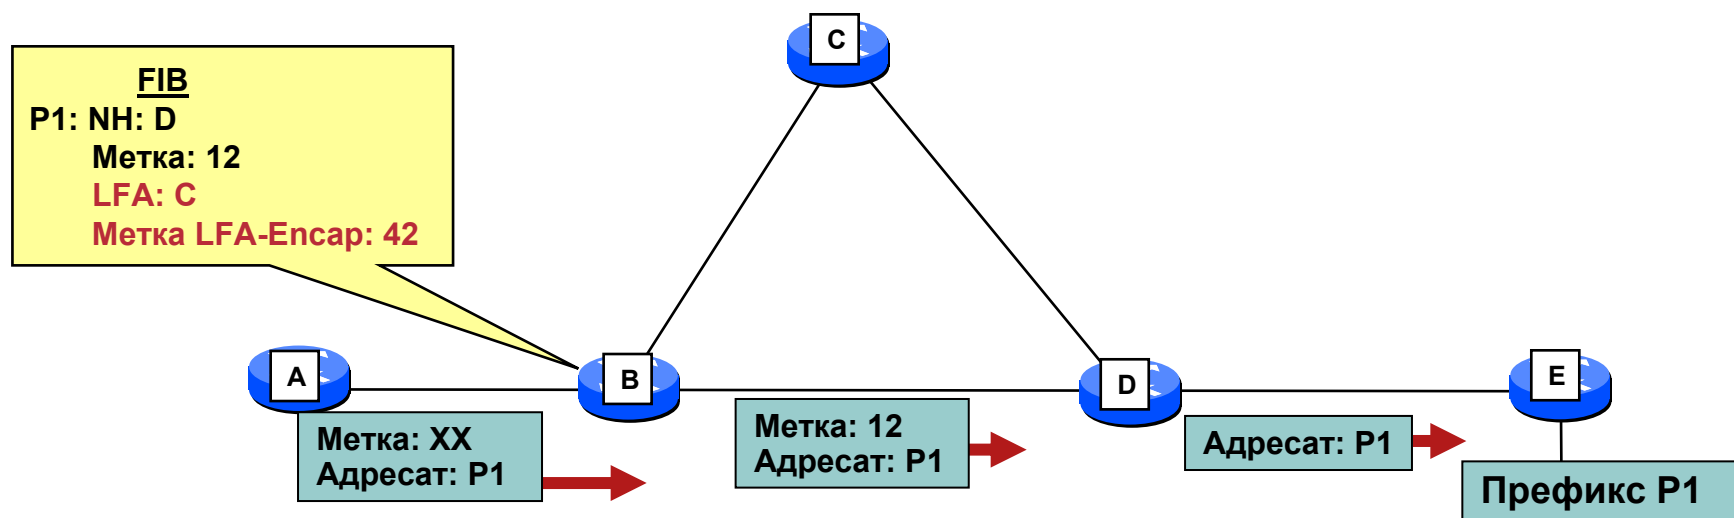 FIB
P1: NH: D
Метка: 12
LFA: C
Метка LFA-Encap: 42
C
A
B
D
E
Метка: XX
Адресат: P1
Метка: 12
Адресат: P1
Адресат: P1
Префикс P1